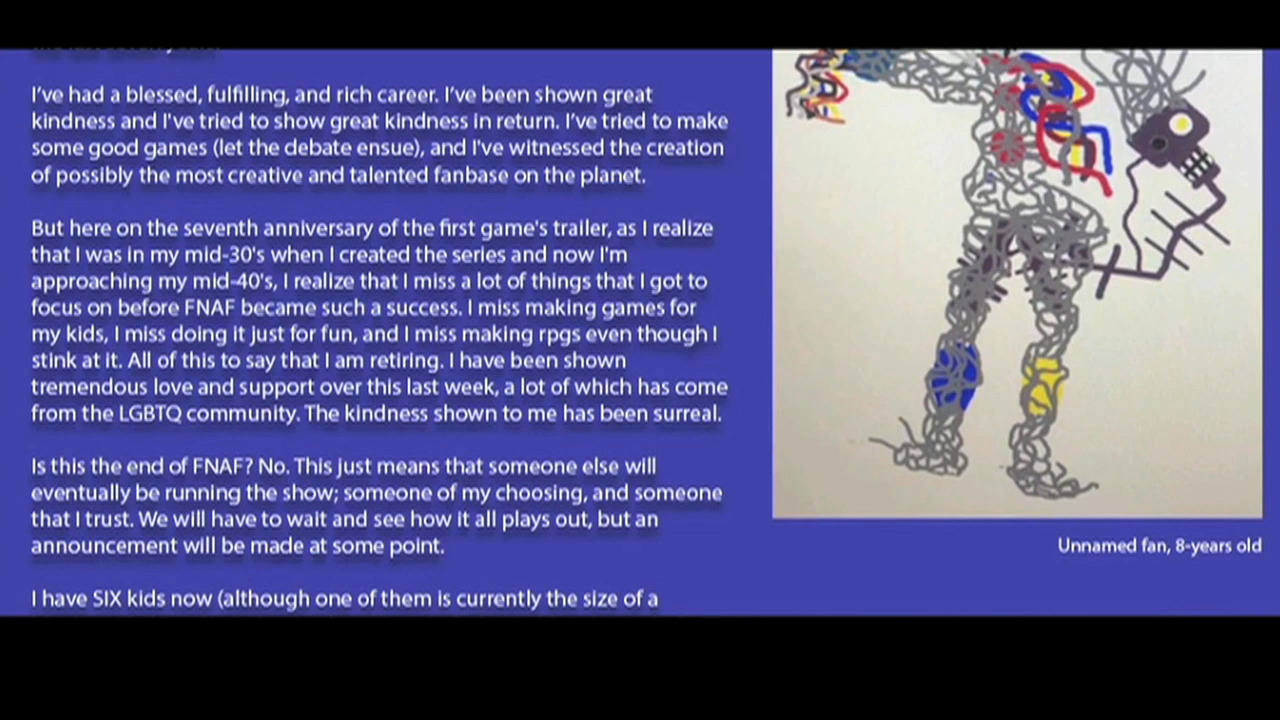 I've had a blessed, fulfilling, and rich career. I've been shown great
kindness and I've tried to show great kindness in return. I've tried to make
some good games (let the debate ensue), and I've witnessed the creation
of possibly the most creative and talented fanbase on the planet.
But here on the seventh anniversary of the first game's trailer, as I realize
that I was in my mid-30's when I created the series and now I'm
approaching my mid-40's, I realize that I miss a lot of things that I got to
focus on before FNAF became such a success. I miss making games for
my kids, I miss doing it just for fun, and I miss making rpgs even though I
stink at it. All of this to say that I am retiring. I have been shown
tremendous love and support over this last week, a lot of which has come
from the LGBTQ community. The kindness shown to me has been surreal.
Is this the end of FNAF? No. This just means that someone else will
eventually be running the show; someone of my choosing, and someone
that I trust. We will have to wait and see how it all plays out, but an
announcement will be made at some point.
I have SIX kids now (although one of them is currently the size of a
Unnamed fan, 8-years old